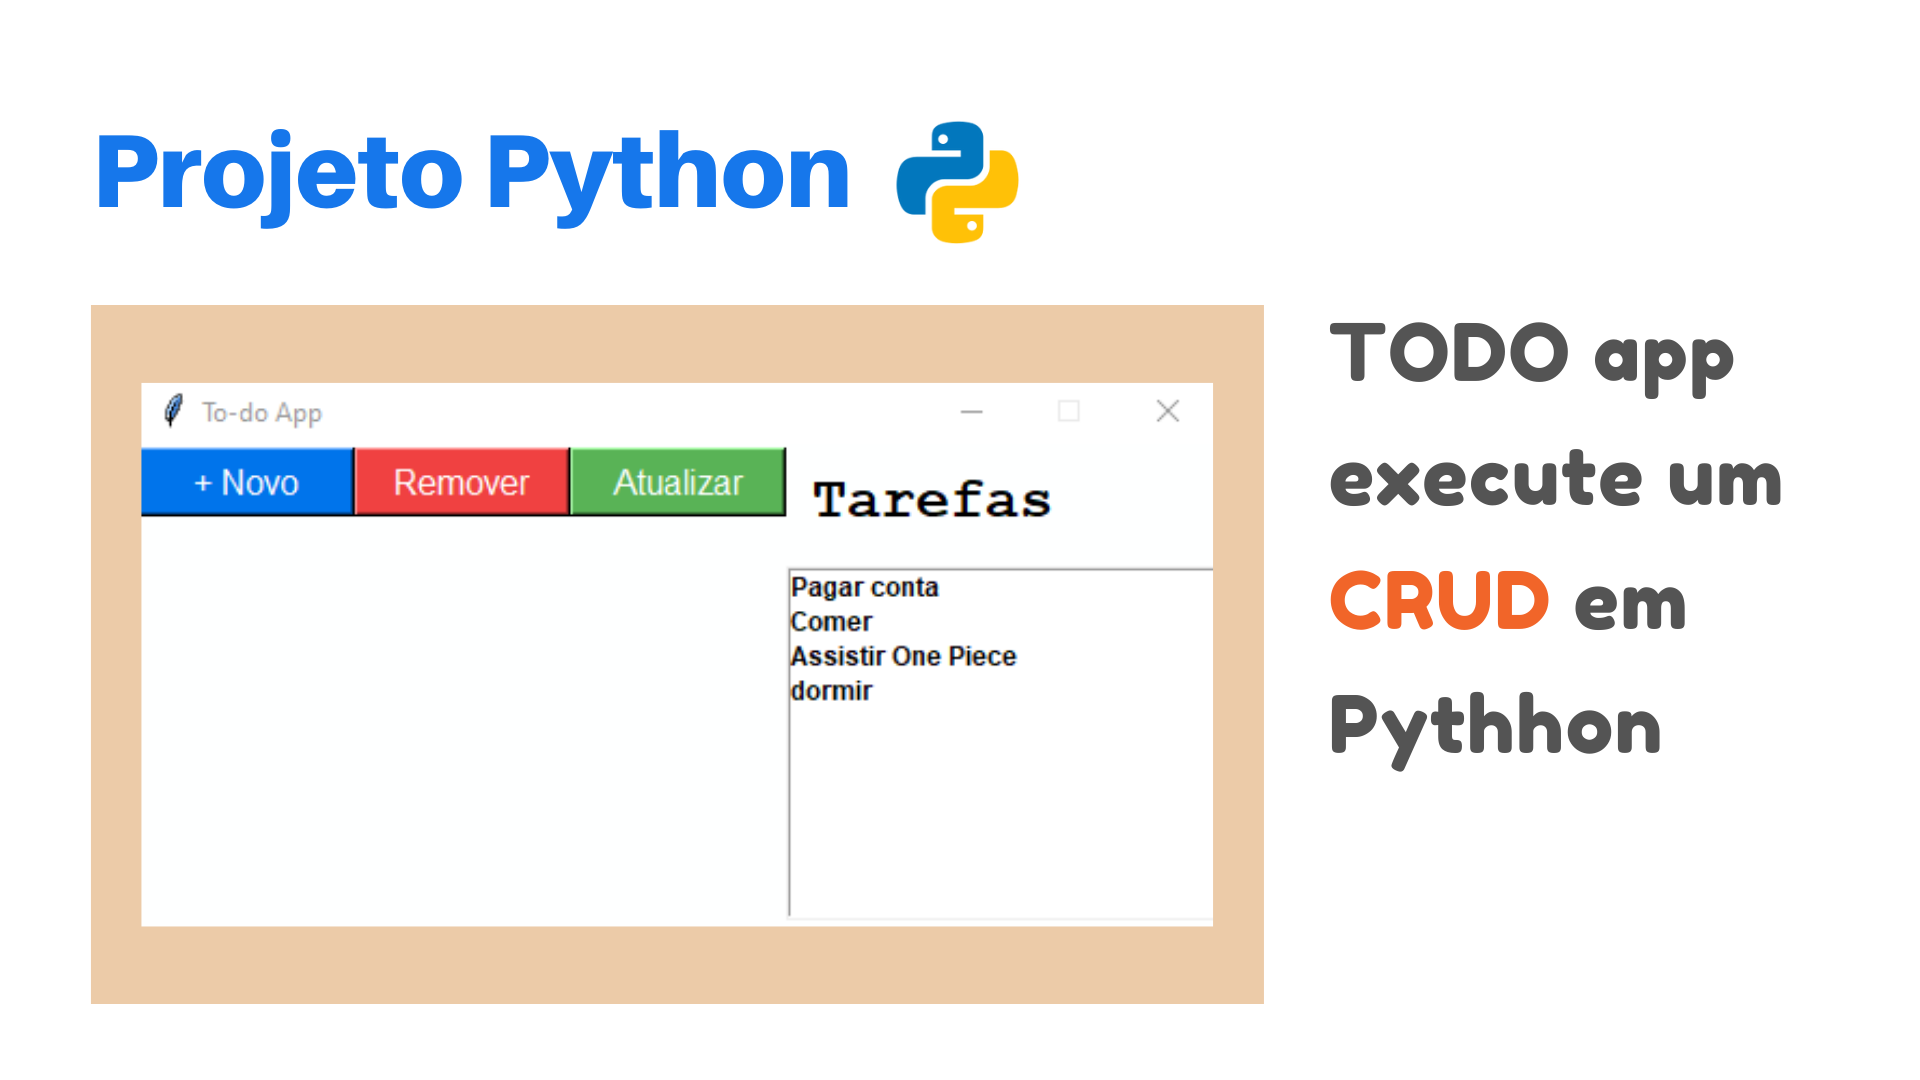 Projeto Python
To-do App
+ Novo
Remover
Atualizar
Tarefas
Pagar conta
Comer
Assistir One Piece
dormir
TODO app
execute um
CRUD em
Pythhon